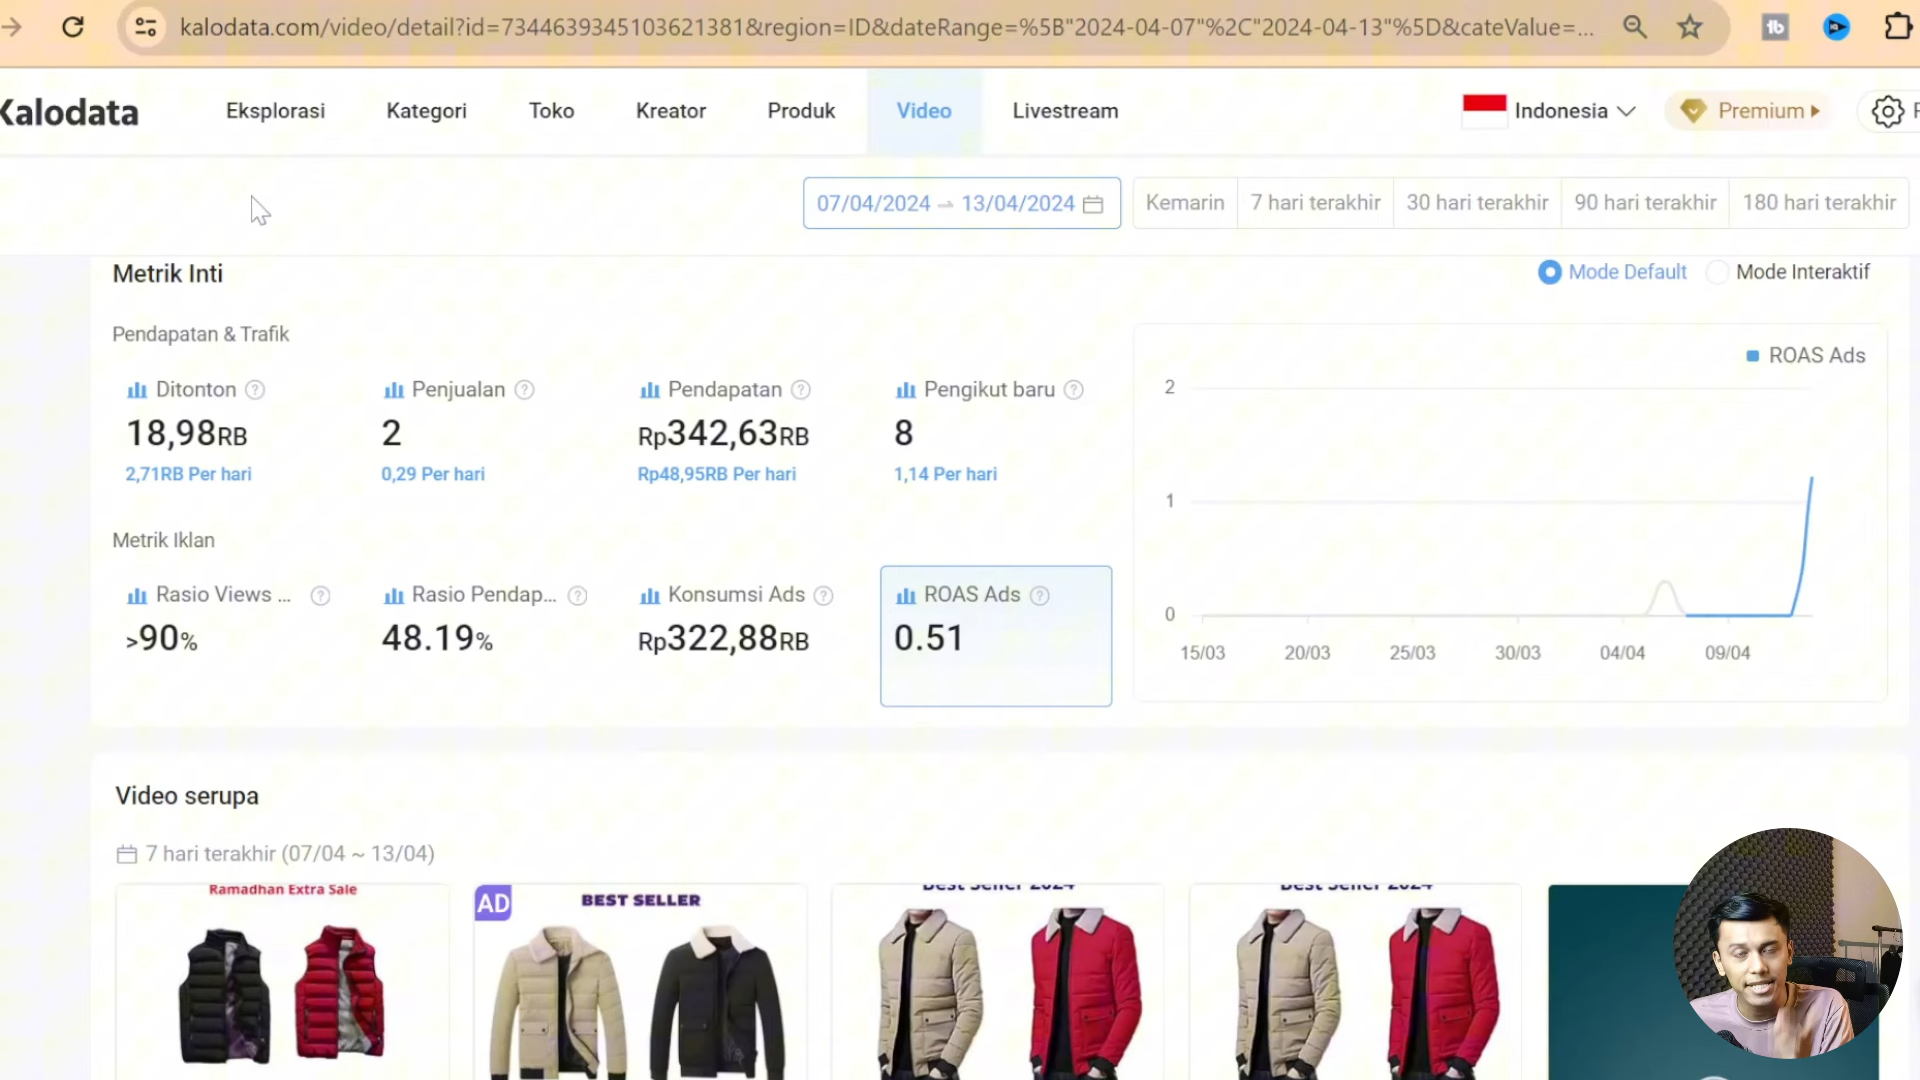 kalodata.com/video/detail?id=7344639345103621381&region=ID&dateRange=%5B"2024-04-07"%2C"2024-04-13"%5D&cateValue=...
Kalodata
Eksplorasi
Kategori
Toko
Kreator
Produk
Video
Livestream
Indonesia
Premium
07/04/2024
13/04/2024
Kemarin
7 hari terakhir
30 hari terakhir
90 hari terakhir
180 hari terakhir
Metrik Inti
Mode Default
Mode Interaktif
Pendapatan & Trafik
Ditonton
Penjualan
Pendapatan
Pengikut baru
18,98RB
2
Rp342,63RB
8
2,71RB Per hari
0,29 Per hari
Rp48,95RB Per hari
1,14 Per hari
Metrik Iklan
Rasio Views ...
Rasio Pendap...
Konsumsi Ads
ROAS Ads
>90%
48.19%
Rp322,88RB
0.51
ROAS Ads
2
1
0
15/03
20/03
25/03
30/03
04/04
09/04
Video serupa
7 hari terakhir (07/04 ~ 13/04)
Ramadhan Extra Sale
AD
BEST SELLER
Best Seller 2024
Best Seller 2024